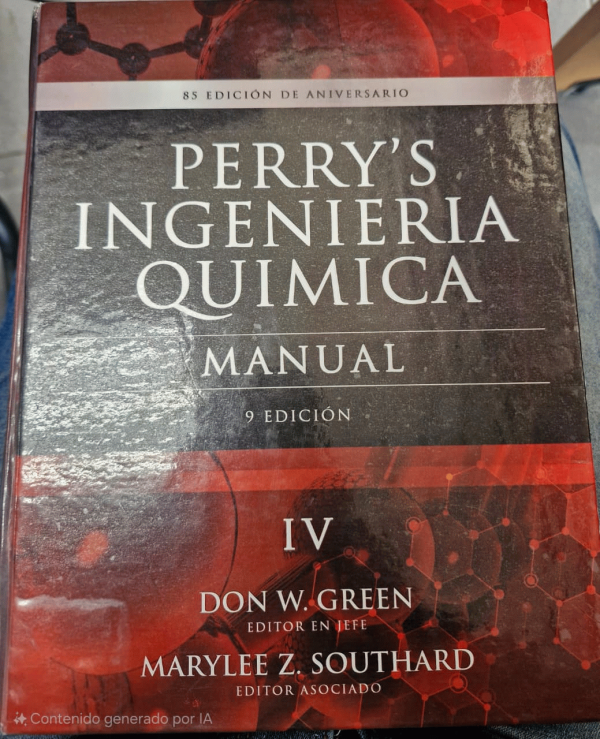 85 EDICIÓN DE ANIVERSARIO
PERRY'S
INGENIERIA
QUIMICA
MANUAL
9 EDICIÓN
IV
DON W. GREEN
EDITOR EN JEFE
MARYLEE Z. SOUTHARD
EDITOR ASOCIADO
Contenido generado por IA